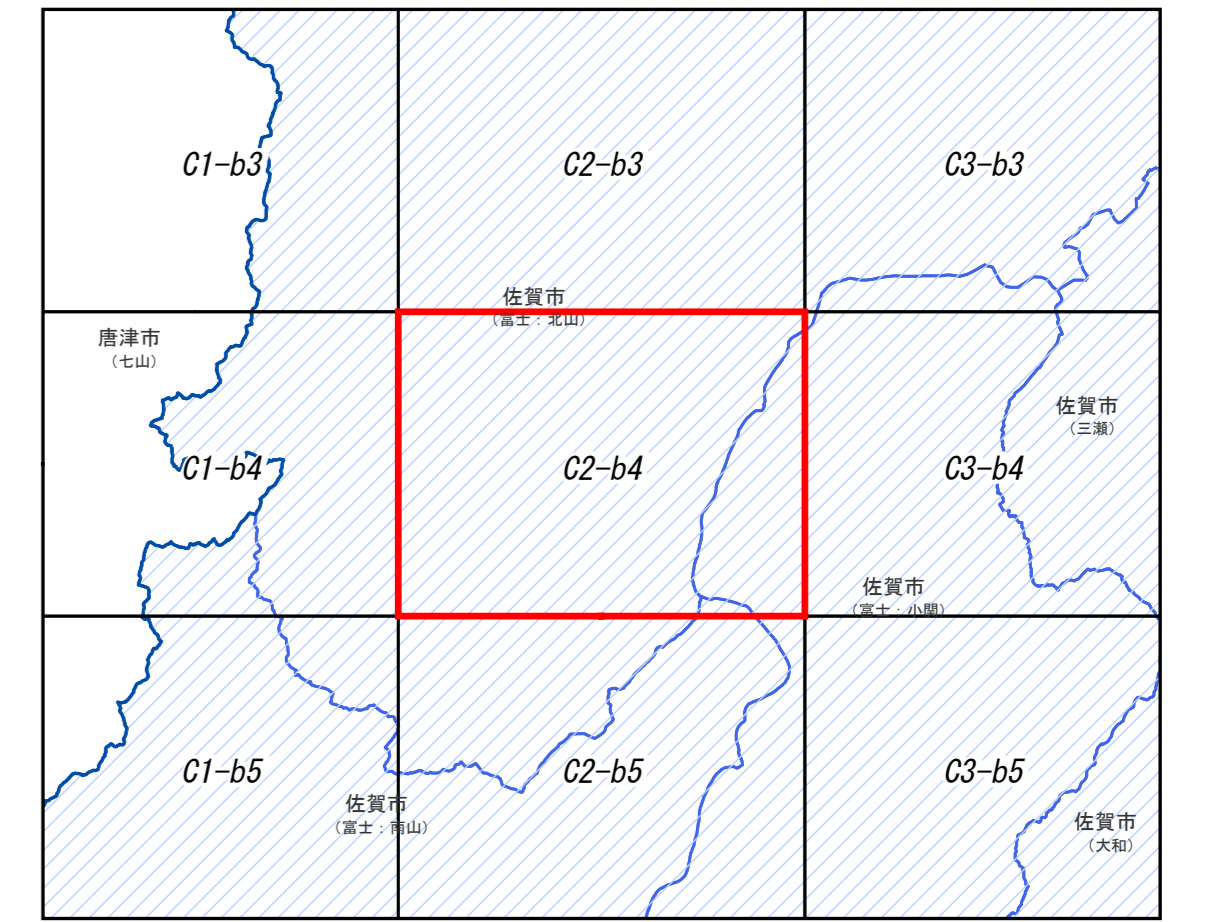 C1-b3
C2-b3
C3-b3
佐賀市
（富士：北山）
唐津市
（七山）
佐賀市
（三瀬）
C1-b4
C2-b4
C3-b4
佐賀市
（富士：小関）
C1-b5
C2-b5
C3-b5
佐賀市
（富士：南山）
佐賀市
（大和）